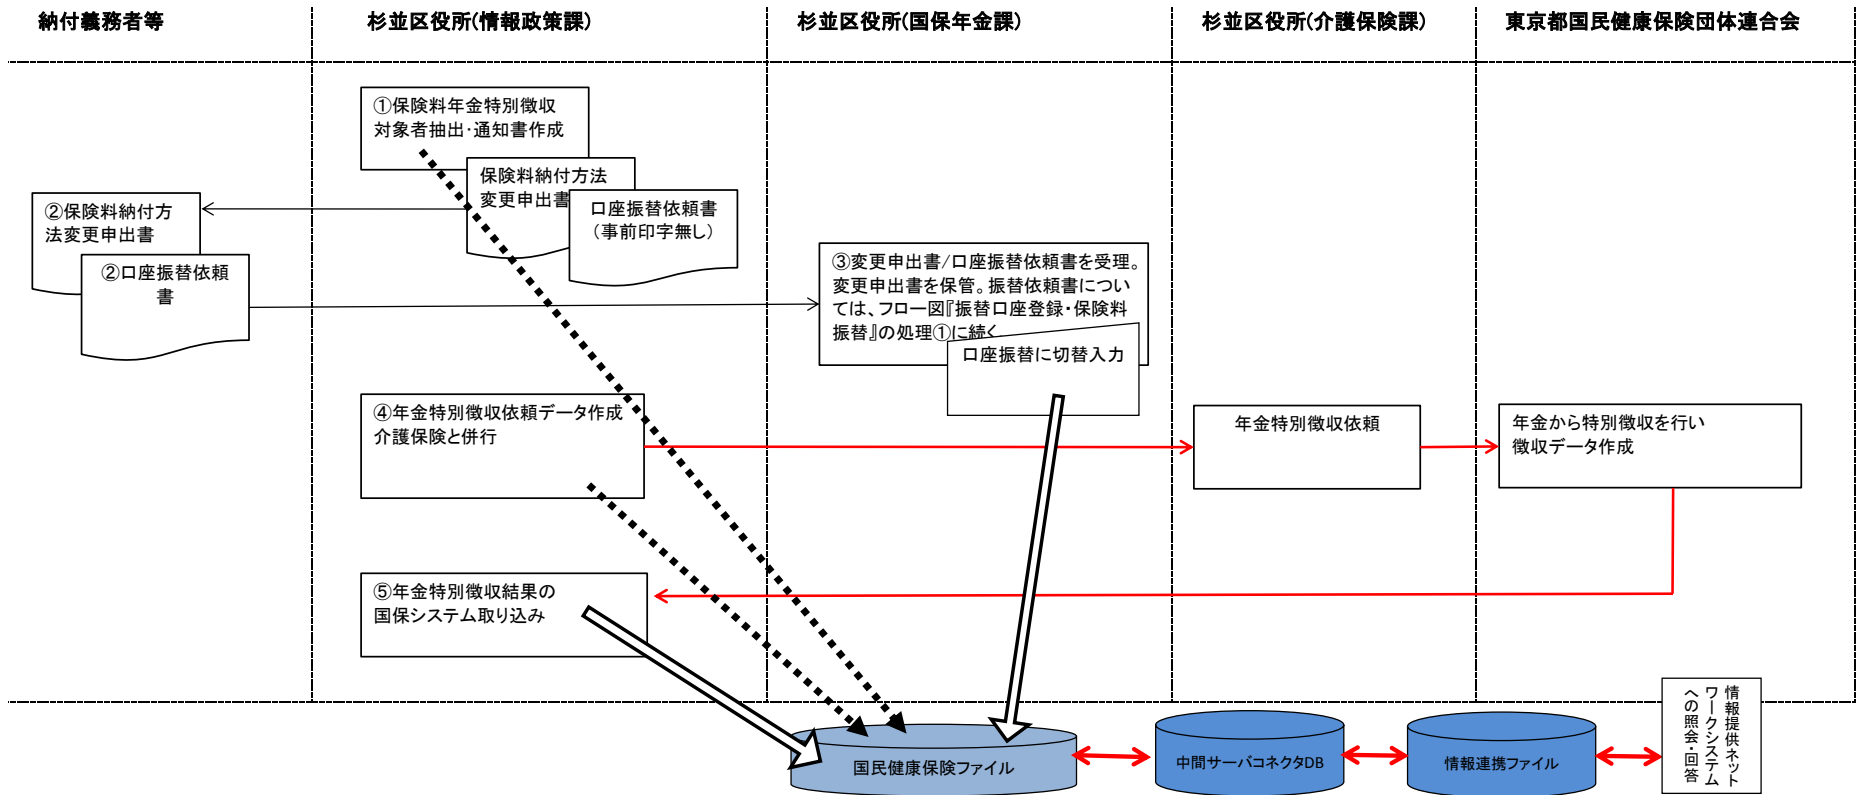 納付義務者等
杉並区役所(情報政策課)
杉並区役所(国保年金課)
杉並区役所(介護保険課)
東京都国民健康保険団体連合会
①保険料年金特別徴収
対象者抽出・通知書作成
保険料納付方法
変更申出書
口座振替依頼書
（事前印字無し）
②保険料納付方
法変更申出書
②口座振替依頼
書
③変更申出書/口座振替依頼書を受理。
変更申出書を保管。振替依頼書につい
ては、フロー図『振替口座登録・保険料
振替』の処理①に続く
口座振替に切替入力
④年金特別徴収依頼データ作成
介護保険と併行
年金特別徴収依頼
年金から特別徴収を行い
徴収データ作成
⑤年金特別徴収結果の
国保システム取り込み
国民健康保険ファイル
中間サーバコネクタDB
情報連携ファイル
情報提供ネット
ワークシステム
への照会・回答